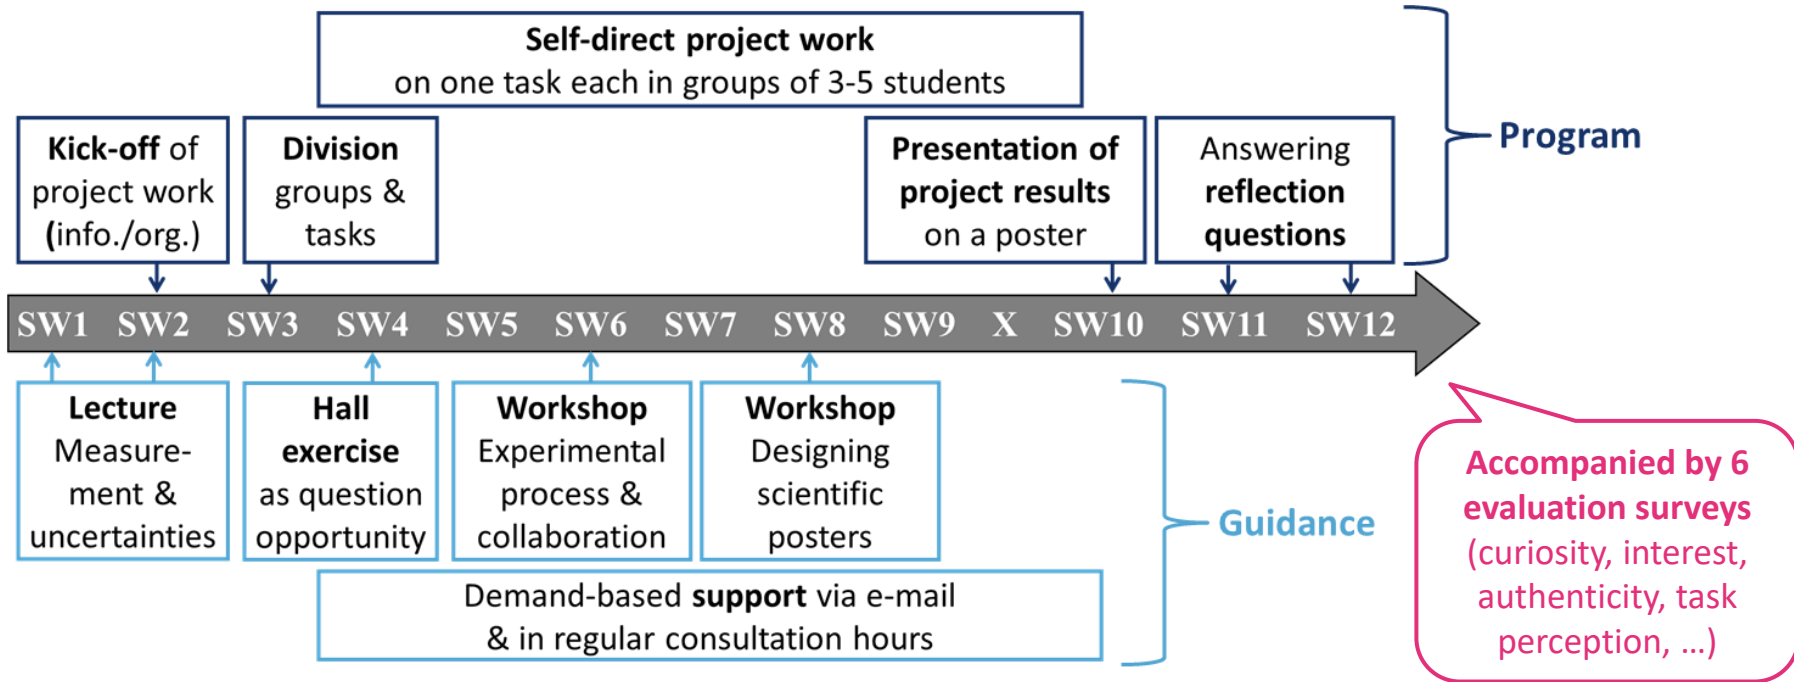 Self-direct project work
on one task each in groups of 3-5 students
Kick-off of
project work
(info./org.)
Division
groups &
tasks
Presentation of
project results
on a poster
Answering
reflection
questions
Program
SW1 SW2 SW3 SW4 SW5 SW6 SW7 SW8 SW9 X SW10 SW11 SW12
Lecture
Measure-
ment &
uncertainties
Hall
exercise
as question
opportunity
Workshop
Experimental
process &
collaboration
Workshop
Designing
scientific
posters
Guidance
Demand-based support via e-mail
& in regular consultation hours
Accompanied by 6
evaluation surveys
(curiosity, interest,
authenticity, task
perception, ...)